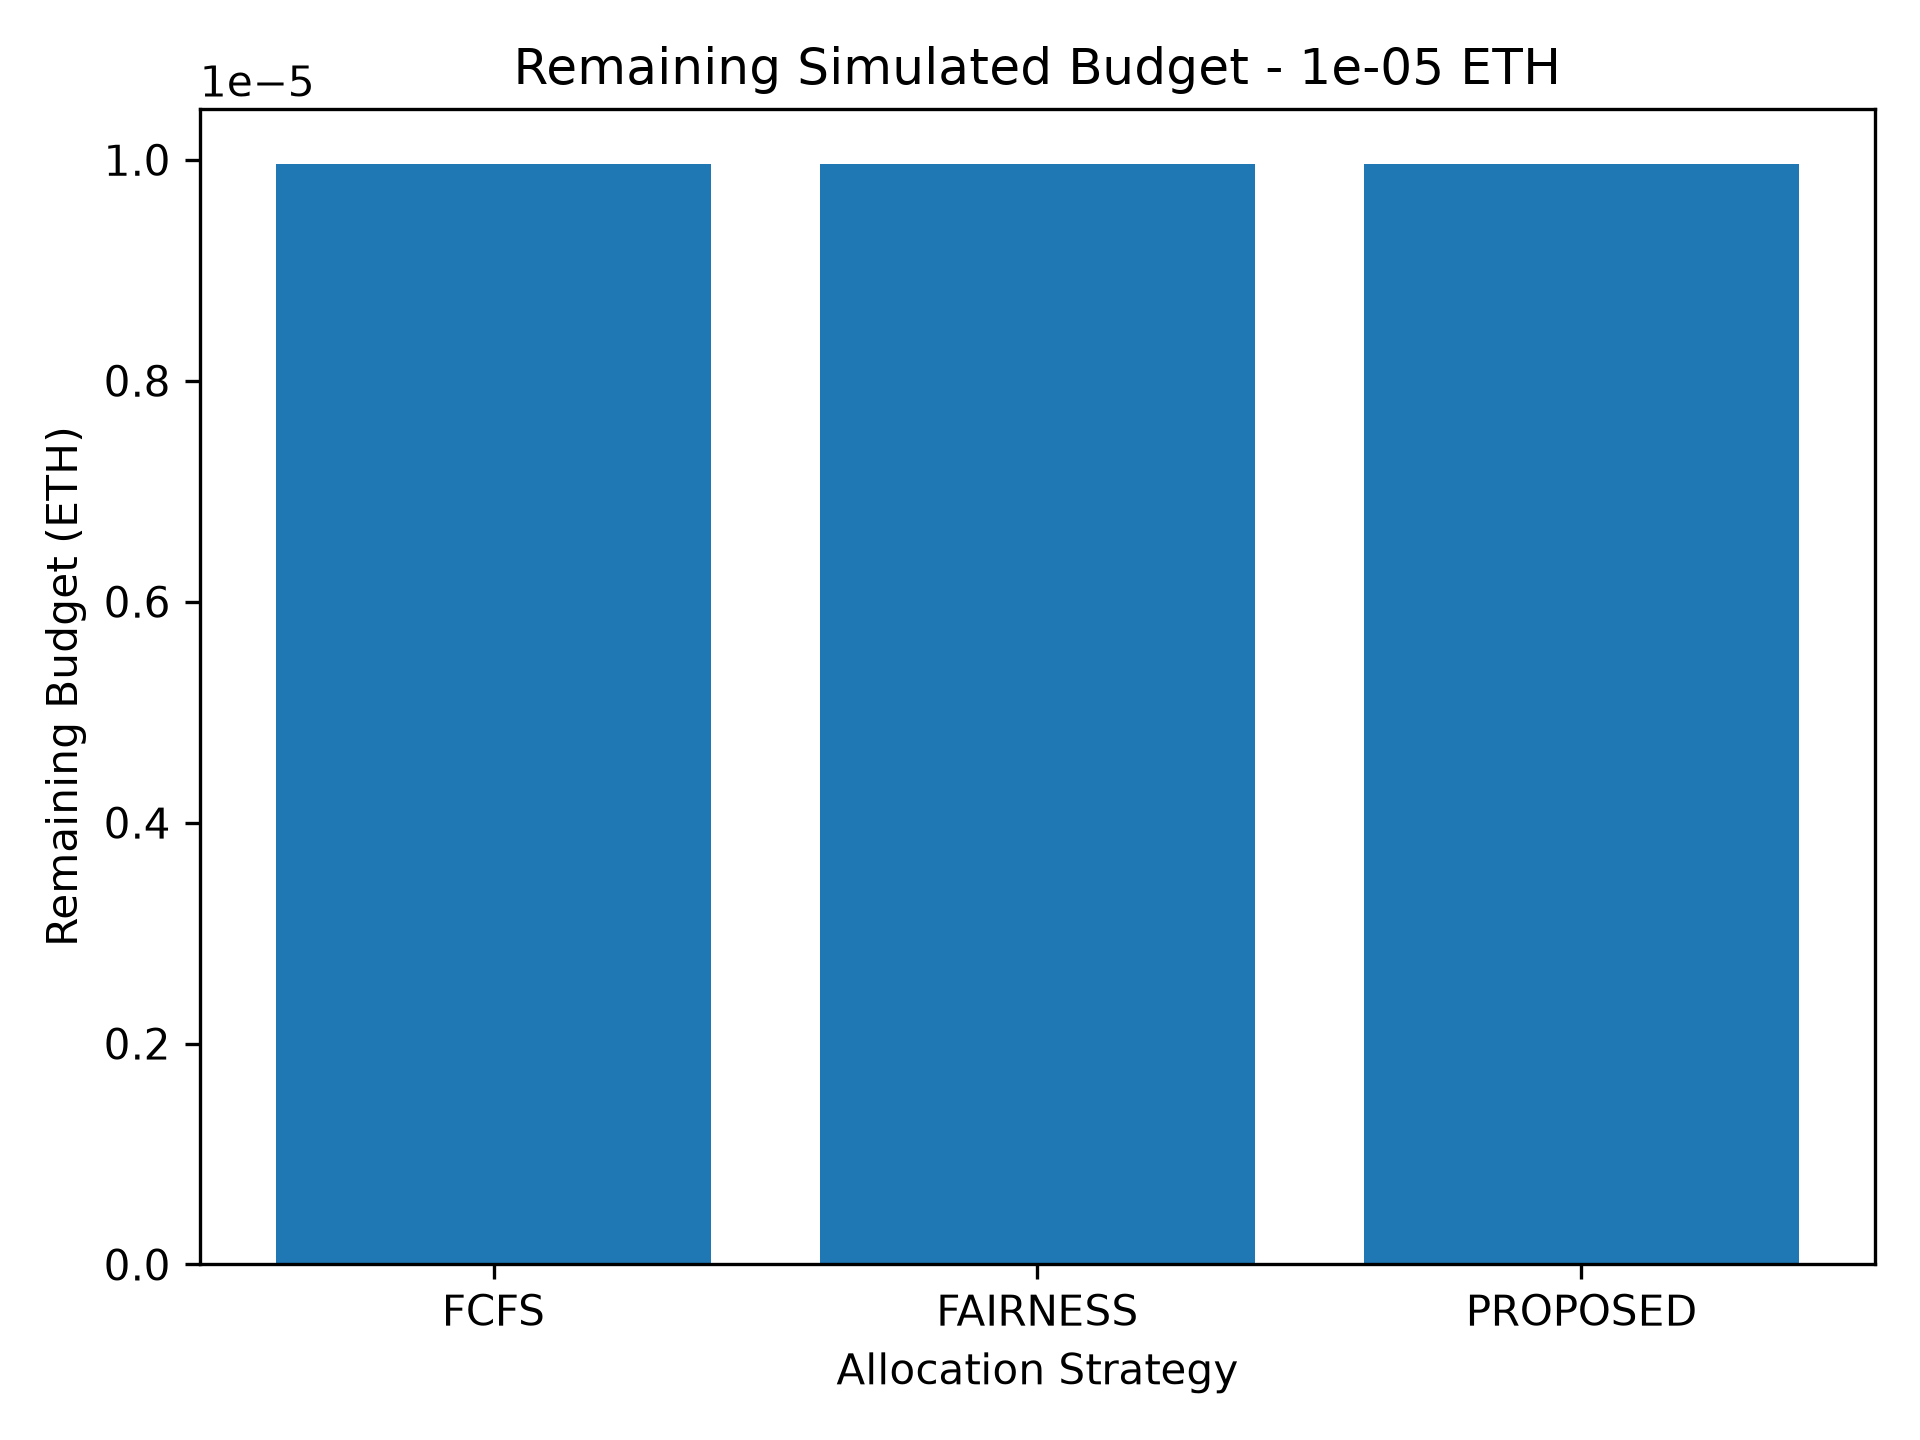 Remaining Simulated Budget - 1e-05 ETH
1e−5
1.0
0.8
0.6
0.4
0.2
0.0
Remaining Budget (ETH)
FCFS FAIRNESS PROPOSED
Allocation Strategy